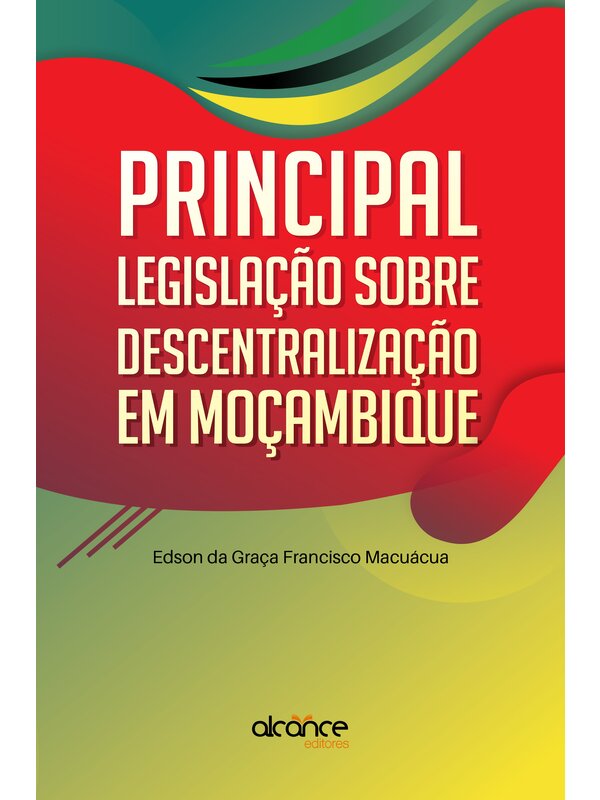 PRINCIPAL
LEGISLAÇÃO SOBRE
DESCENTRALIZAÇÃO
EM MOÇAMBIQUE
Edson da Graça Francisco Macuácua
alcance
editores